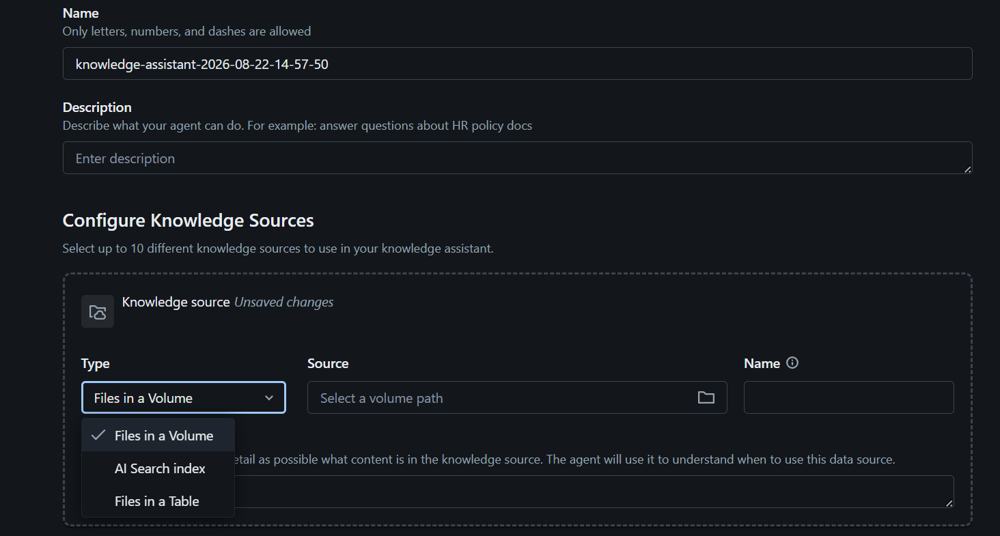 Name
Only letters, numbers, and dashes are allowed
knowledge-assistant-2026-08-22-14-57-50
Description
Describe what your agent can do. For example: answer questions about HR policy docs
Enter description
Configure Knowledge Sources
Select up to 10 different knowledge sources to use in your knowledge assistant.
Knowledge source Unsaved changes
Type Source Name
Files in a Volume Select a volume path
Files in a Volume
as possible what content is in the knowledge source. The agent will use it to understand when to use this data source.
AI Search index
Files in a Table